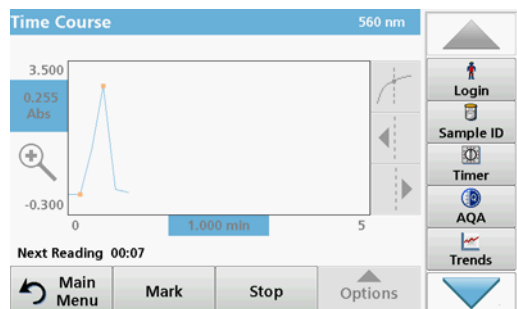 Time Course 560 nm
3.500
0.255
Abs
-0.300
0 1.000 min 5
Next Reading 00:07
Main
Menu
Mark
Stop
Options
Login
Sample ID
Timer
AQA
Trends